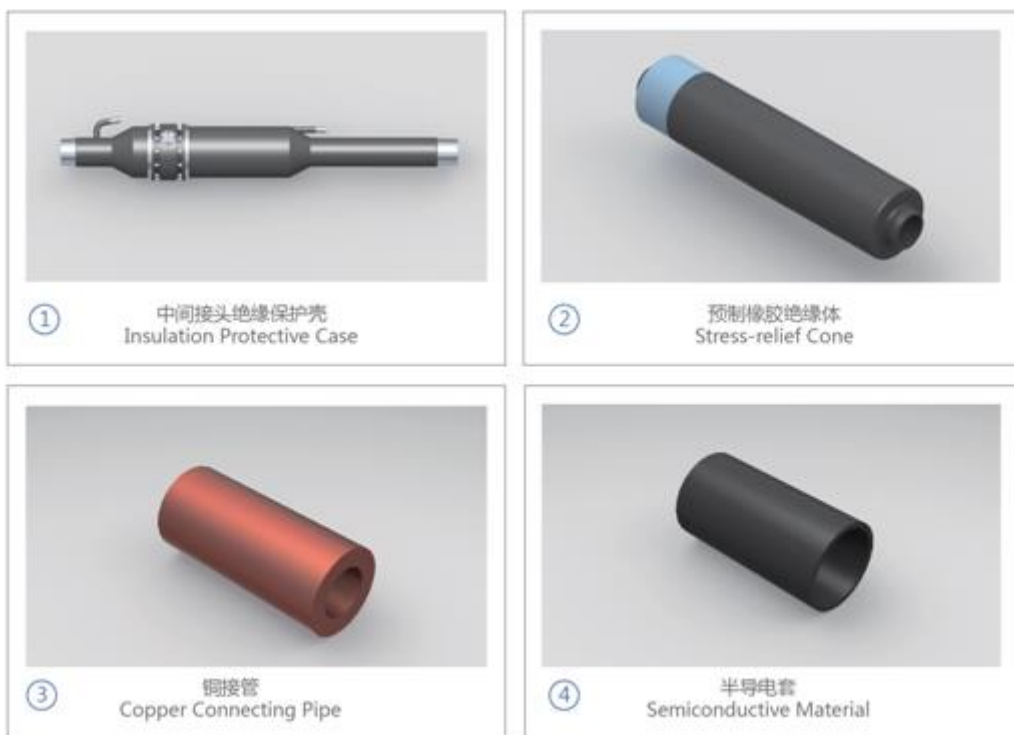 ① 中间接头绝缘保护壳
Insulation Protective Case
② 预制橡胶绝缘体
Stress-relief Cone
③ 铜接管
Copper Connecting Pipe
④ 半导电套
Semiconductive Material